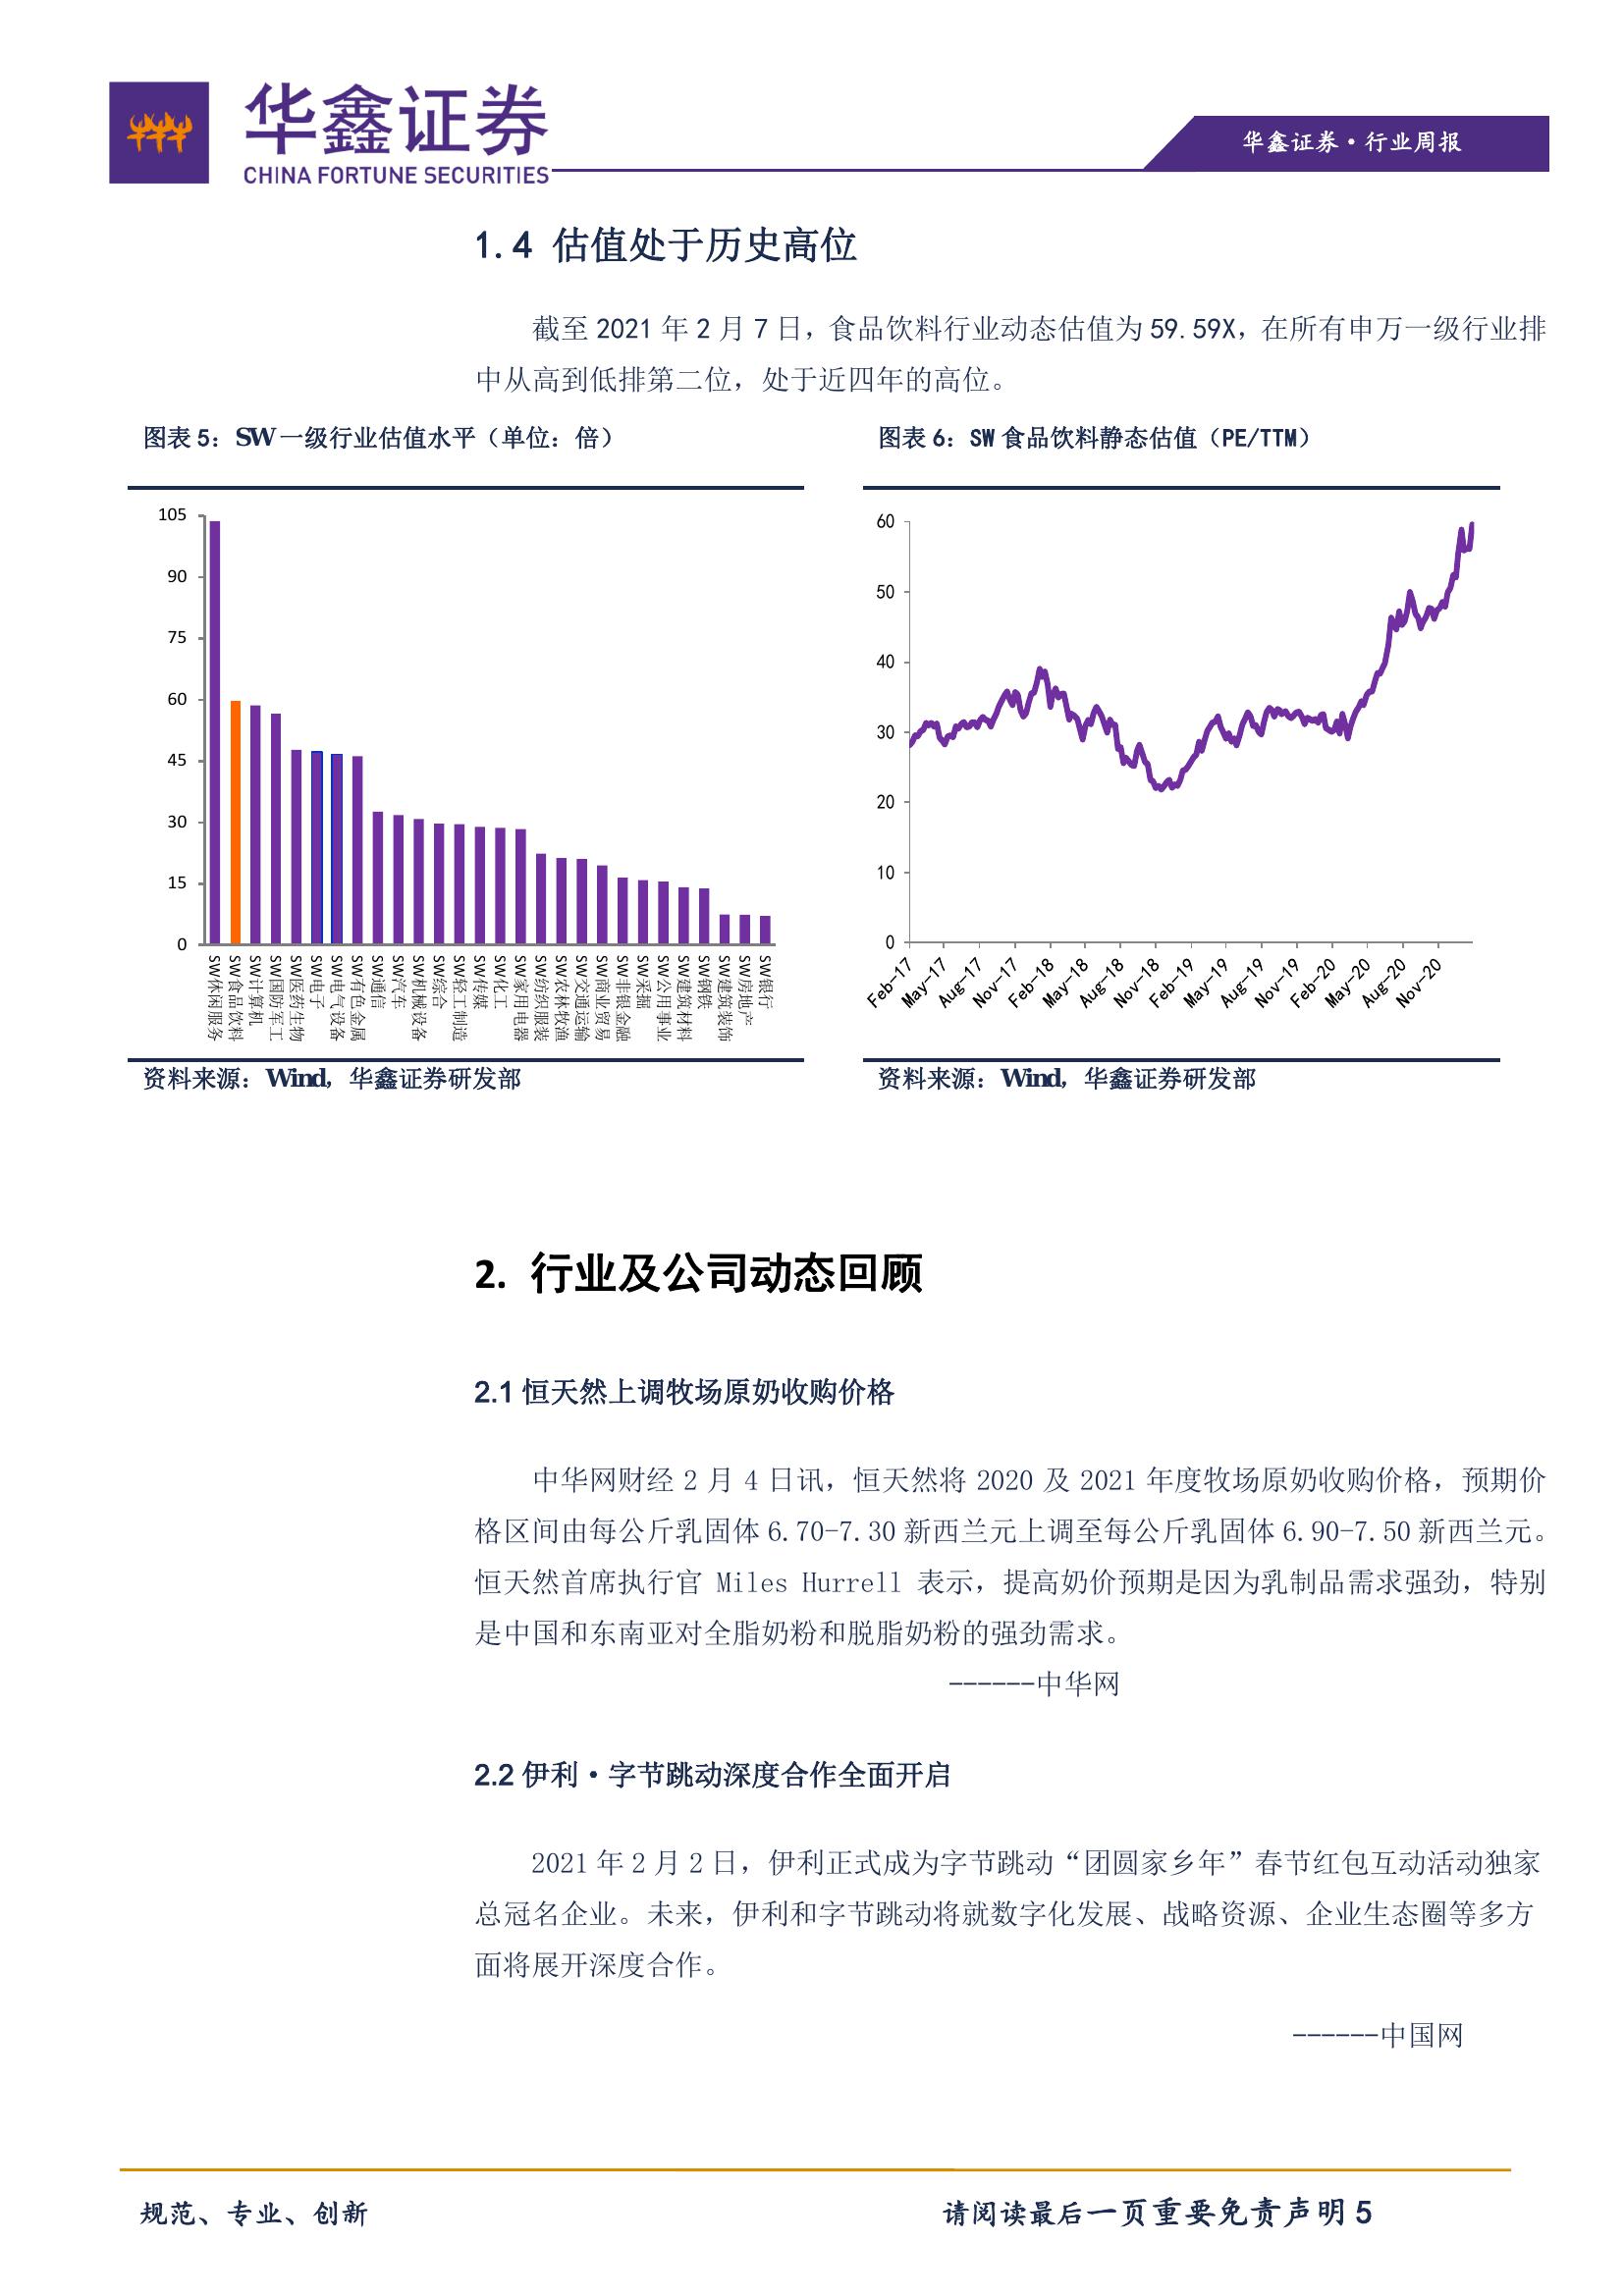 华鑫证券
CHINA FORTUNE SECURITIES
华鑫证券·行业周报
1.4 估值处于历史高位
截至 2021 年 2 月 7 日，食品饮料行业动态估值为 59.59X，在所有申万一级行业排
中从高到低排第二位，处于近四年的高位。
图表 5：SW 一级行业估值水平（单位：倍）
105
90
75
60
45
30
15
0
SW休闲服务
SW食品饮料
SW计算机
SW国防军工
SW医药生物
SW电子
SW电气设备
SW有色金属
SW通信
SW汽车
SW机械设备
SW综合
SW轻工制造
SW传媒
SW化工
SW家用电器
SW纺织服装
SW农林牧渔
SW交通运输
SW商业贸易
SW非银金融
SW采掘
SW公用事业
SW建筑材料
SW钢铁
SW建筑装饰
SW房地产
SW银行
资料来源：Wind，华鑫证券研发部
图表 6：SW 食品饮料静态估值（PE/TTM）
60
50
40
30
20
10
0
Feb-17
May-17
Aug-17
Nov-17
Feb-18
May-18
Aug-18
Nov-18
Feb-19
May-19
Aug-19
Nov-19
Feb-20
May-20
Aug-20
Nov-20
资料来源：Wind，华鑫证券研发部
2. 行业及公司动态回顾
2.1 恒天然上调牧场原奶收购价格
中华网财经 2 月 4 日讯，恒天然将 2020 及 2021 年度牧场原奶收购价格，预期价
格区间由每公斤乳固体 6.70-7.30 新西兰元上调至每公斤乳固体 6.90-7.50 新西兰元。
恒天然首席执行官 Miles Hurrell 表示，提高奶价预期是因为乳制品需求强劲，特别
是中国和东南亚对全脂奶粉和脱脂奶粉的强劲需求。
------中华网
2.2 伊利·字节跳动深度合作全面开启
2021 年 2 月 2 日，伊利正式成为字节跳动“团圆家乡年”春节红包互动活动独家
总冠名企业。未来，伊利和字节跳动将就数字化发展、战略资源、企业生态圈等多方
面将展开深度合作。
------中国网
规范、专业、创新
请阅读最后一页重要免责声明 5